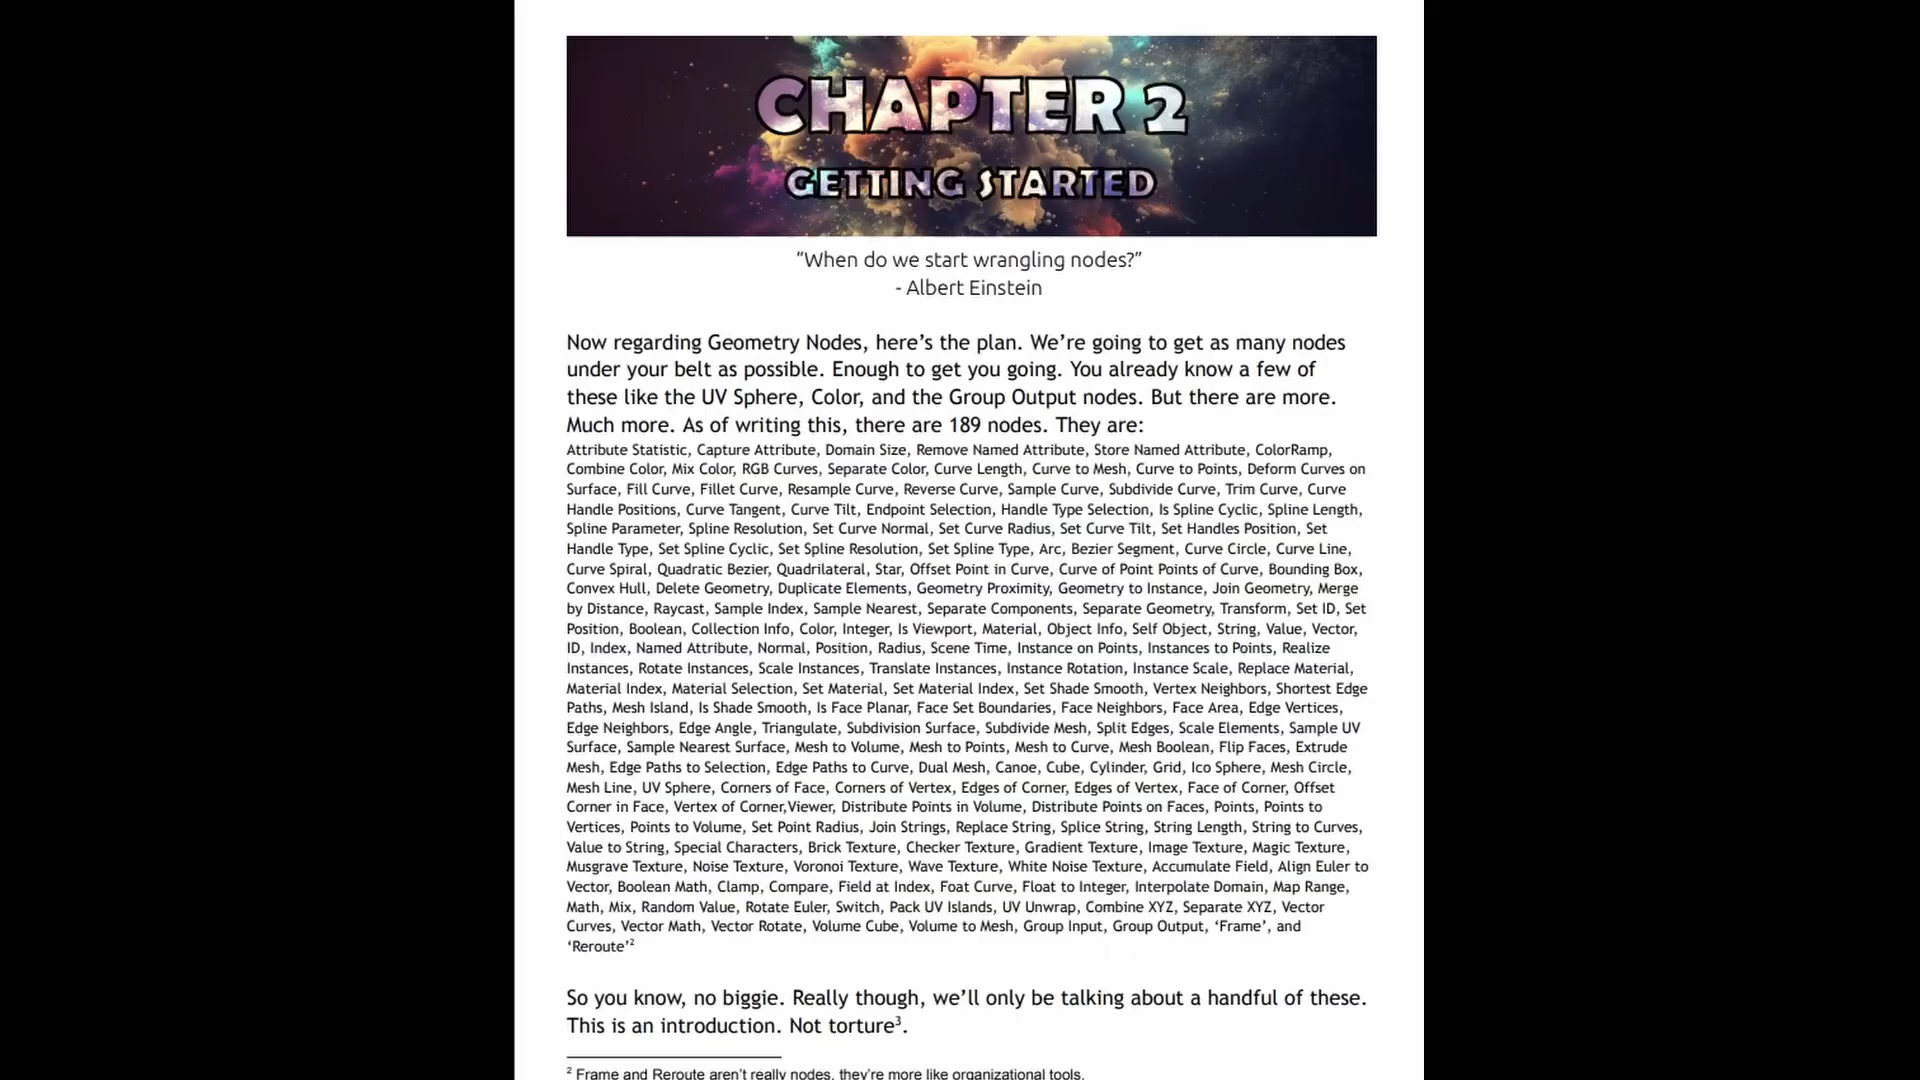 CHAPTER 2
GETTING STARTED
“When do we start wrangling nodes?”
- Albert Einstein
Now regarding Geometry Nodes, here’s the plan. We’re going to get as many nodes
under your belt as possible. Enough to get you going. You already know a few of
these like the UV Sphere, Color, and the Group Output nodes. But there are more.
Much more. As of writing this, there are 189 nodes. They are:
Attribute Statistic, Capture Attribute, Domain Size, Remove Named Attribute, Store Named Attribute, ColorRamp,
Combine Color, Mix Color, RGB Curves, Separate Color, Curve Length, Curve to Mesh, Curve to Points, Deform Curves on
Surface, Fill Curve, Fillet Curve, Resample Curve, Reverse Curve, Sample Curve, Subdivide Curve, Trim Curve, Curve
Handle Positions, Curve Tangent, Curve Tilt, Endpoint Selection, Handle Type Selection, Is Spline Cyclic, Spline Length,
Spline Parameter, Spline Resolution, Set Curve Normal, Set Curve Radius, Set Curve Tilt, Set Handles Position, Set
Handle Type, Set Spline Cyclic, Set Spline Resolution, Set Spline Type, Arc, Bezier Segment, Curve Circle, Curve Line,
Curve Spiral, Quadratic Bezier, Quadrilateral, Star, Offset Point in Curve, Curve of Point Points of Curve, Bounding Box,
Convex Hull, Delete Geometry, Duplicate Elements, Geometry Proximity, Geometry to Instance, Join Geometry, Merge
by Distance, Raycast, Sample Index, Sample Nearest, Separate Components, Separate Geometry, Transform, Set ID, Set
Position, Boolean, Collection Info, Color, Integer, Is Viewport, Material, Object Info, Self Object, String, Value, Vector,
ID, Index, Named Attribute, Normal, Position, Radius, Scene Time, Instance on Points, Instances to Points, Realize
Instances, Rotate Instances, Scale Instances, Translate Instances, Instance Rotation, Instance Scale, Replace Material,
Material Index, Material Selection, Set Material, Set Material Index, Set Shade Smooth, Vertex Neighbors, Shortest Edge
Paths, Mesh Island, Is Shade Smooth, Is Face Planar, Face Set Boundaries, Face Neighbors, Face Area, Edge Vertices,
Edge Neighbors, Edge Angle, Triangulate, Subdivision Surface, Subdivide Mesh, Split Edges, Scale Elements, Sample UV
Surface, Sample Nearest Surface, Mesh to Volume, Mesh to Points, Mesh to Curve, Mesh Boolean, Flip Faces, Extrude
Mesh, Edge Paths to Selection, Edge Paths to Curve, Dual Mesh, Canoe, Cube, Cylinder, Grid, Ico Sphere, Mesh Circle,
Mesh Line, UV Sphere, Corners of Face, Corners of Vertex, Edges of Corner, Edges of Vertex, Face of Corner, Offset
Corner in Face, Vertex of Corner,Viewer, Distribute Points in Volume, Distribute Points on Faces, Points, Points to
Vertices, Points to Volume, Set Point Radius, Join Strings, Replace String, Splice String, String Length, String to Curves,
Value to String, Special Characters, Brick Texture, Checker Texture, Gradient Texture, Image Texture, Magic Texture,
Musgrave Texture, Noise Texture, Voronoi Texture, Wave Texture, White Noise Texture, Accumulate Field, Align Euler to
Vector, Boolean Math, Clamp, Compare, Field at Index, Foat Curve, Float to Integer, Interpolate Domain, Map Range,
Math, Mix, Random Value, Rotate Euler, Switch, Pack UV Islands, UV Unwrap, Combine XYZ, Separate XYZ, Vector
Curves, Vector Math, Vector Rotate, Volume Cube, Volume to Mesh, Group Input, Group Output, ‘Frame’, and
‘Reroute’²
So you know, no biggie. Really though, we’ll only be talking about a handful of these.
This is an introduction. Not torture³.
² Frame and Reroute aren’t really nodes, they’re more like organizational tools.